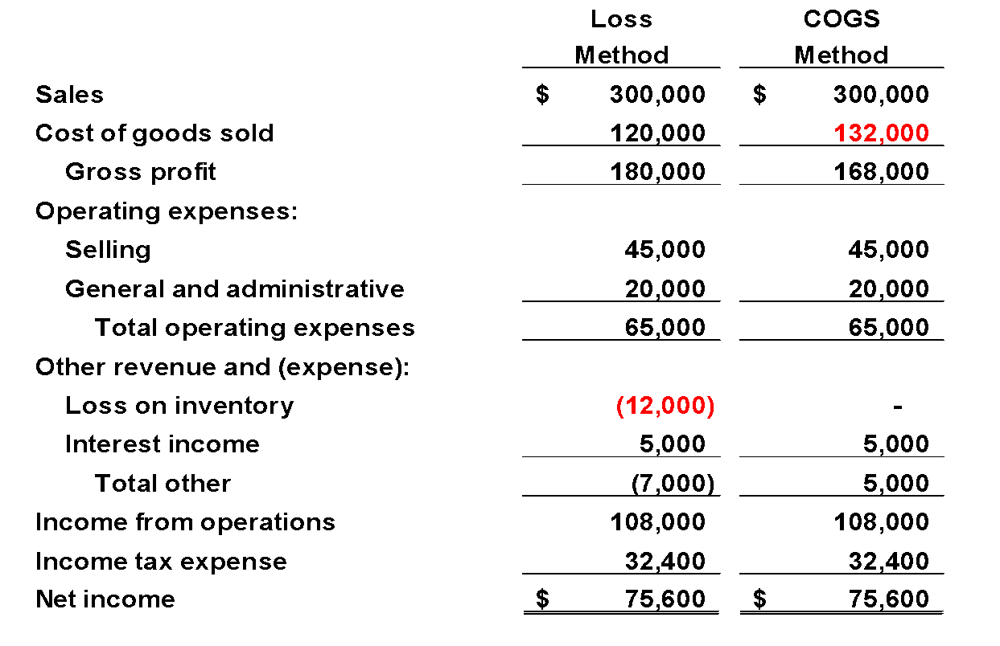 Loss COGS
Method Method
Sales $ 300,000 $ 300,000
Cost of goods sold 120,000 132,000
Gross profit 180,000 168,000
Operating expenses:
Selling 45,000 45,000
General and administrative 20,000 20,000
Total operating expenses 65,000 65,000
Other revenue and (expense):
Loss on inventory (12,000) -
Interest income 5,000 5,000
Total other (7,000) 5,000
Income from operations 108,000 108,000
Income tax expense 32,400 32,400
Net income $ 75,600 $ 75,600